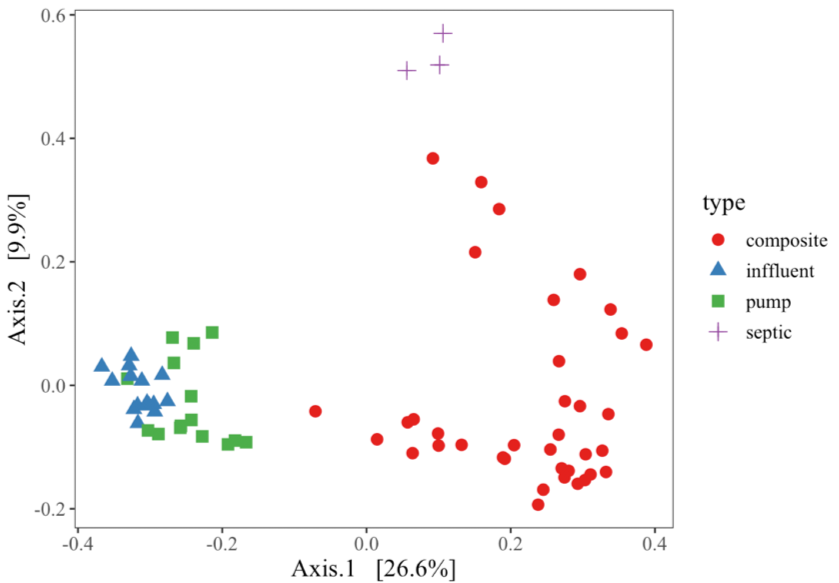 0.6
0.4
0.2
0.0
-0.2
-0.4
-0.2
0.0
0.2
0.4
Axis.1 [26.6%]
Axis.2 [9.9%]
type
composite
inffluent
pump
septic